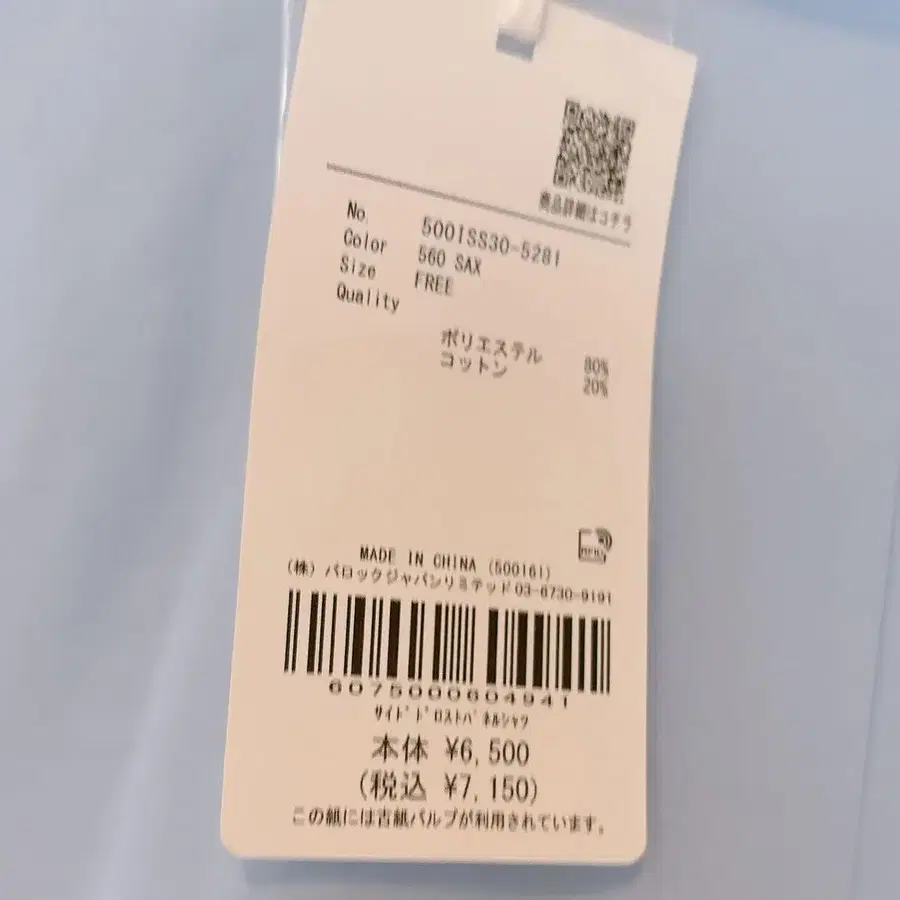 商品詳細はコチラ
No. 5001SS30-5281
Color 560 SAX
Size FREE
Quality
ポリエステル 80%
コットン 20%
MADE IN CHINA (500161)
(株) バロックジャパンリミテッド 03-6730-9191
6075000604941
サイドドロストパネルシャツ
本体 ¥6,500
(税込 ¥7,150)
この紙には古紙パルプが利用されています。